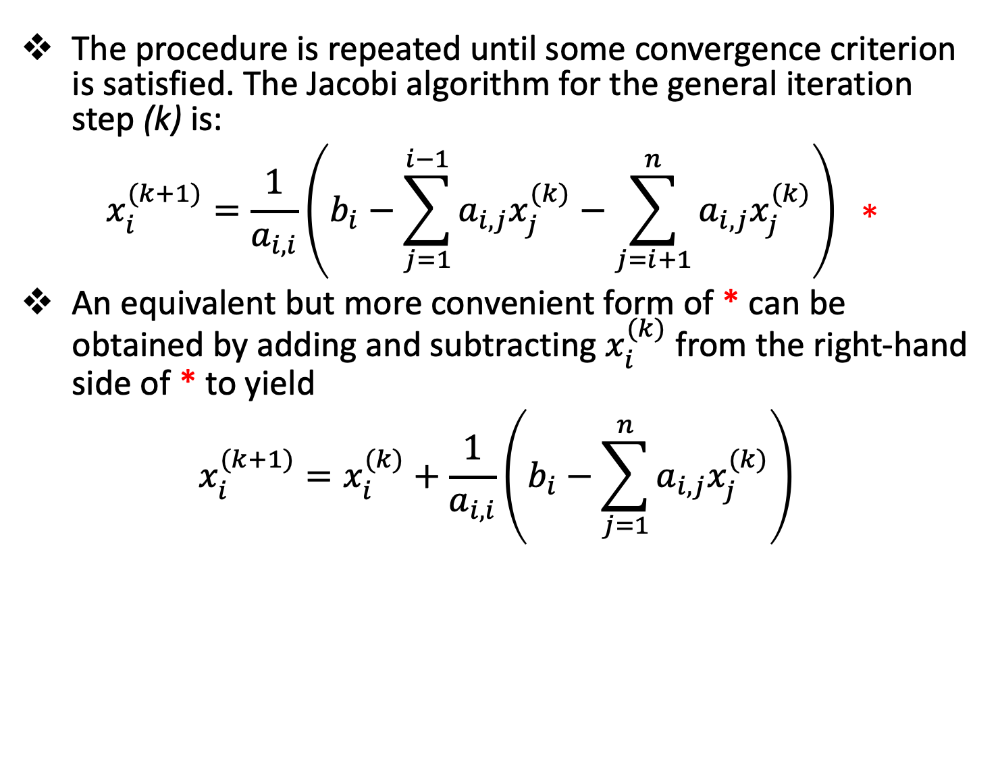 ❖ The procedure is repeated until some convergence criterion
is satisfied. The Jacobi algorithm for the general iteration
step (k) is:
x_i^{(k+1)} = \frac{1}{a_{i,i}} \left( b_i - \sum_{j=1}^{i-1} a_{i,j} x_j^{(k)} - \sum_{j=i+1}^{n} a_{i,j} x_j^{(k)} \right) *
❖ An equivalent but more convenient form of * can be
obtained by adding and subtracting x_i^{(k)} from the right-hand
side of * to yield
x_i^{(k+1)} = x_i^{(k)} + \frac{1}{a_{i,i}} \left( b_i - \sum_{j=1}^{n} a_{i,j} x_j^{(k)} \right)